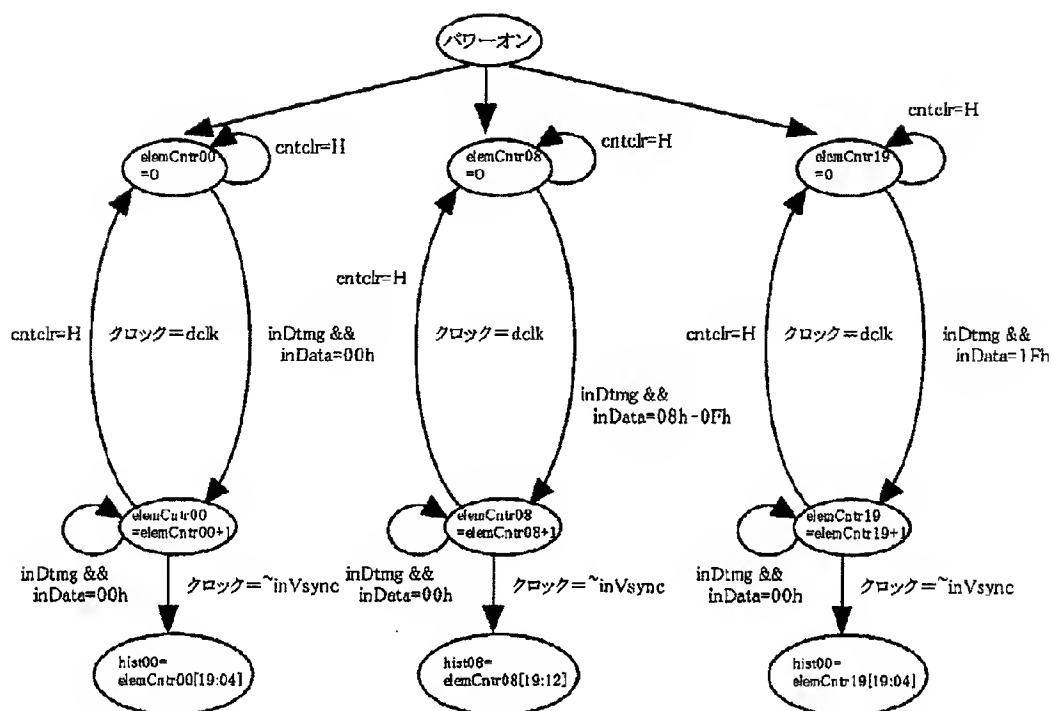 パワーオン
elemCntr00
=0
cntclr=H
elemCntr08
=0
cntclr=H
elemCntr19
=0
cntclr=H
cntclr=H
クロック=dclk
inDtmg &&
inData=00h
cntclr=H
クロック=dclk
inDtmg &&
inData=08h-0Fh
cntclr=H
クロック=dclk
inDtmg &&
inData=1Fh
elemCntr00
=elemCntr00+1
inDtmg &&
inData=00h
クロック=~inVsync
hist00=
elemCntr00[19:04]
elemCntr08
=elemCntr08+1
inDtmg &&
inData=00h
クロック=~inVsync
hist08=
elemCntr08[19:12]
elemCntr19
=elemCntr19+1
inDtmg &&
inData=00h
クロック=~inVsync
hist00=
elemCntr19[19:04]